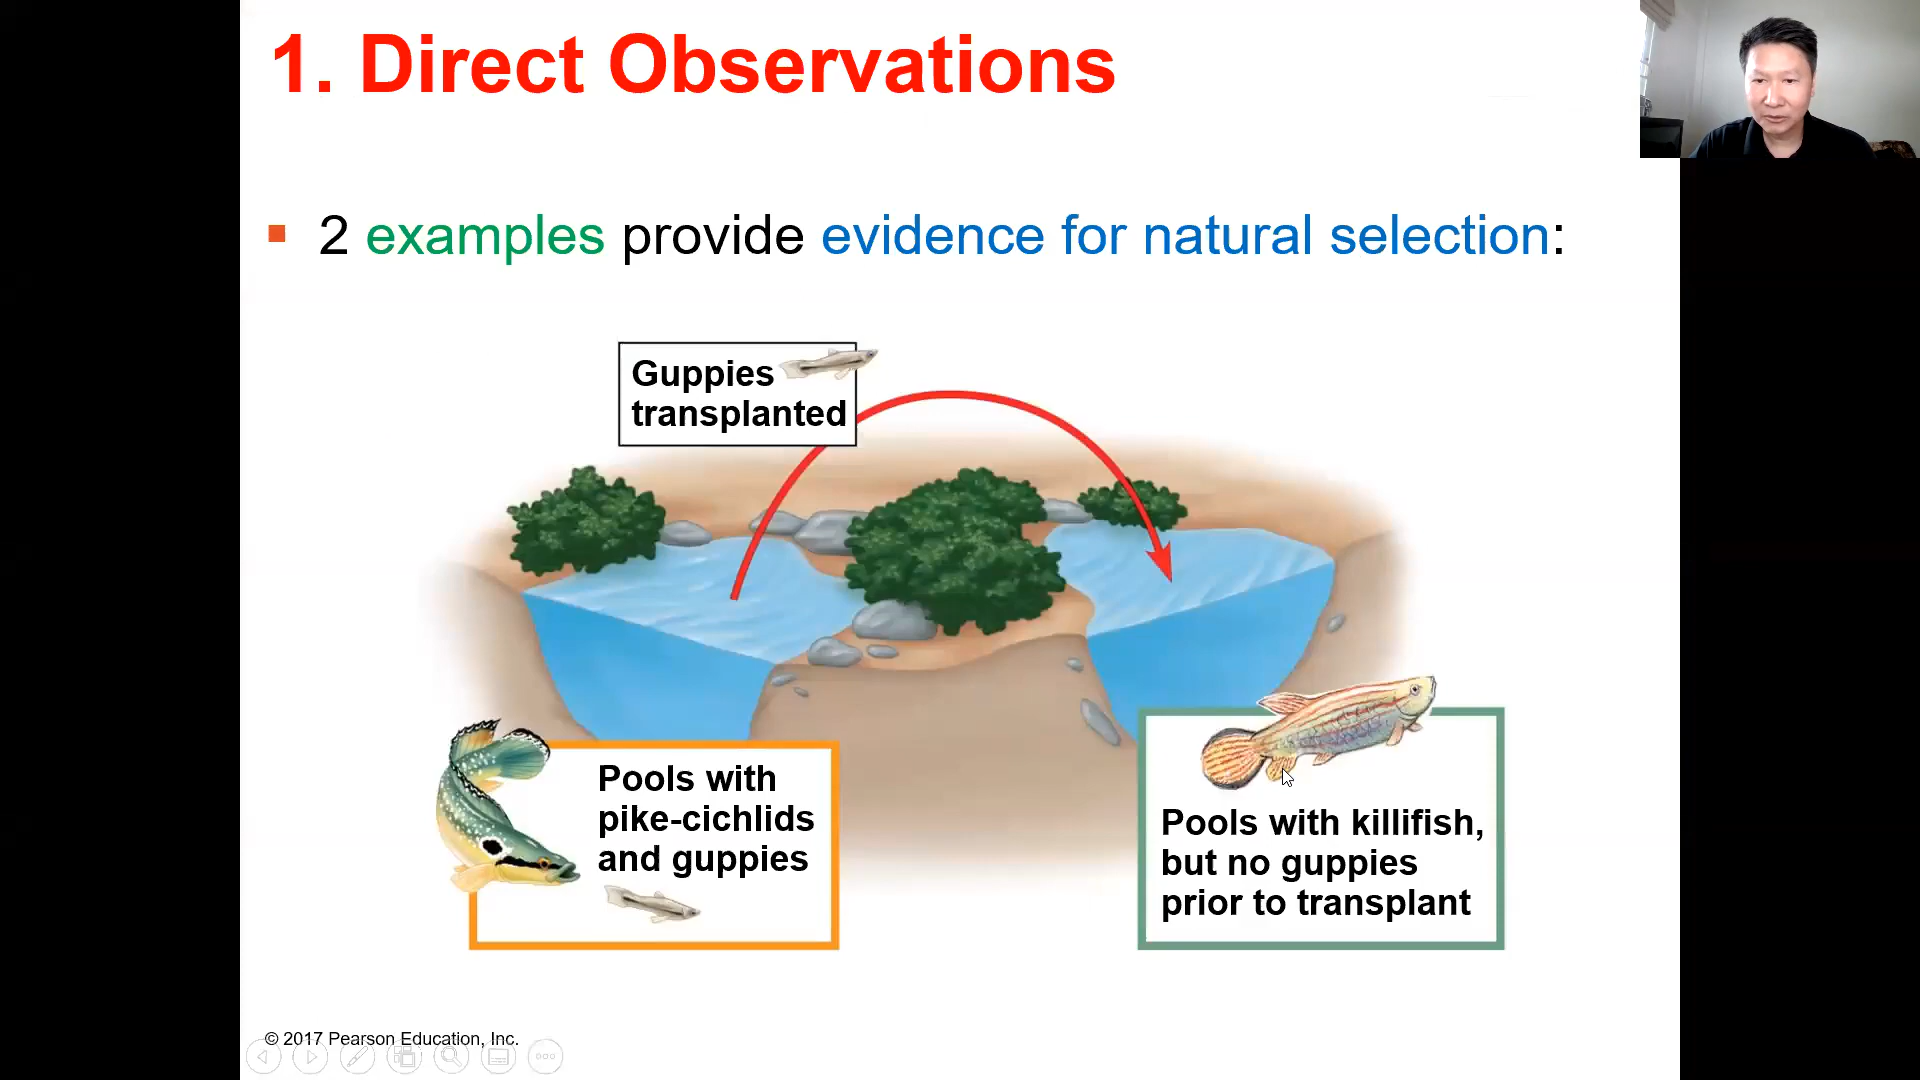 1. Direct Observations
2 examples provide evidence for natural selection:
Guppies
transplanted
Pools with
pike-cichlids
and guppies
Pools with killifish,
but no guppies
prior to transplant
© 2017 Pearson Education, Inc.